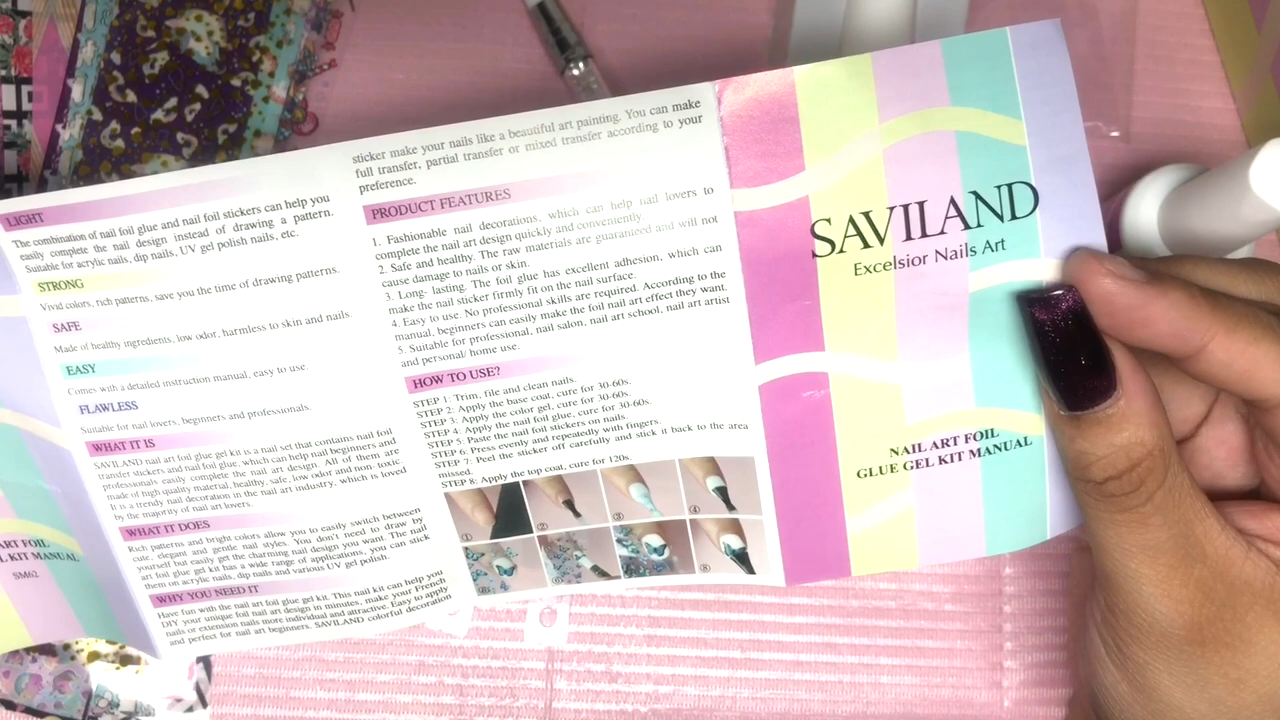 ART FOIL
L KIT MANUAL
SM62
LIGHT
The combination of nail foil glue and nail foil stickers can help you
easily complete the nail design instead of drawing a pattern.
Suitable for acrylic nails, dip nails, UV gel polish nails, etc.
STRONG
Vivid colors, rich patterns, save you the time of drawing patterns.
SAFE
Made of healthy ingredients, low odor, harmless to skin and nails.
EASY
Comes with a detailed instruction manual, easy to use.
FLAWLESS
Suitable for nail lovers, beginners and professionals.
WHAT IT IS
SAVILAND nail art foil glue gel kit is a nail set that contains nail foil
transfer stickers and nail foil glue, which can help nail beginners and
professionals easily complete the nail art design. All of them are
made of high quality material, healthy, safe, low odor and non-toxic.
It is a trendy nail decoration in the nail art industry, which is loved
by the majority of nail art lovers.
WHAT IT DOES
Rich patterns and bright colors allow you to easily switch between
cute, elegant and gentle nail styles. You don't need to draw by
yourself but easily get the charming nail design you want. The nail
art foil glue gel kit has a wide range of applications, you can stick
them on acrylic nails, dip nails and various UV gel polish.
WHY YOU NEED IT
Have fun with the nail art foil glue gel kit. This nail kit can help you
DIY your unique foil nail art design in minutes, make your French
nails or extension nails more individual and attractive. Easy to apply
and perfect for nail art beginners. SAVILAND colorful decoration
sticker make your nails like a beautiful art painting. You can make
full transfer, partial transfer or mixed transfer according to your
preference.
PRODUCT FEATURES
1. Fashionable nail decorations, which can help nail lovers to
complete the nail art design quickly and conveniently.
2. Safe and healthy. The raw materials are guaranteed and will not
cause damage to nails or skin.
3. Long- lasting. The foil glue has excellent adhesion, which can
make the nail sticker firmly fit on the nail surface.
4. Easy to use. No professional skills are required. According to the
manual, beginners can easily make the foil nail art effect they want.
5. Suitable for professional, nail salon, nail art school, nail art artist
and personal/ home use.
HOW TO USE?
STEP 1: Trim, file and clean nails.
STEP 2: Apply the base coat, cure for 30-60s.
STEP 3: Apply the color gel, cure for 30-60s.
STEP 4: Apply the nail foil glue, cure for 30-60s.
STEP 5: Paste the nail foil stickers on nails.
STEP 6: Press evenly and repeatedly with fingers.
STEP 7: Peel the sticker off carefully and stick it back to the area
missed.
STEP 8: Apply the top coat, cure for 120s.
① ② ③ ④
⑧
SAVILAND
Excelsior Nails Art
NAIL ART FOIL
GLUE GEL KIT MANUAL